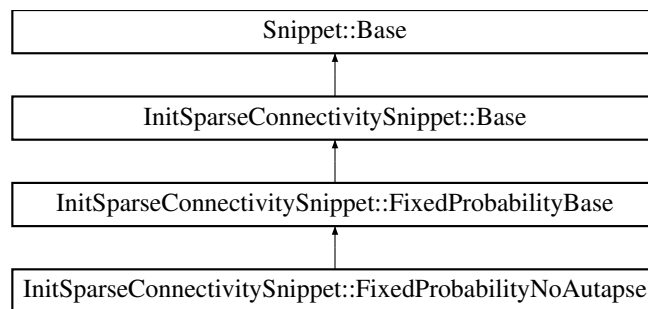 Snippet::Base
InitSparseConnectivitySnippet::Base
InitSparseConnectivitySnippet::FixedProbabilityBase
InitSparseConnectivitySnippet::FixedProbabilityNoAutapse